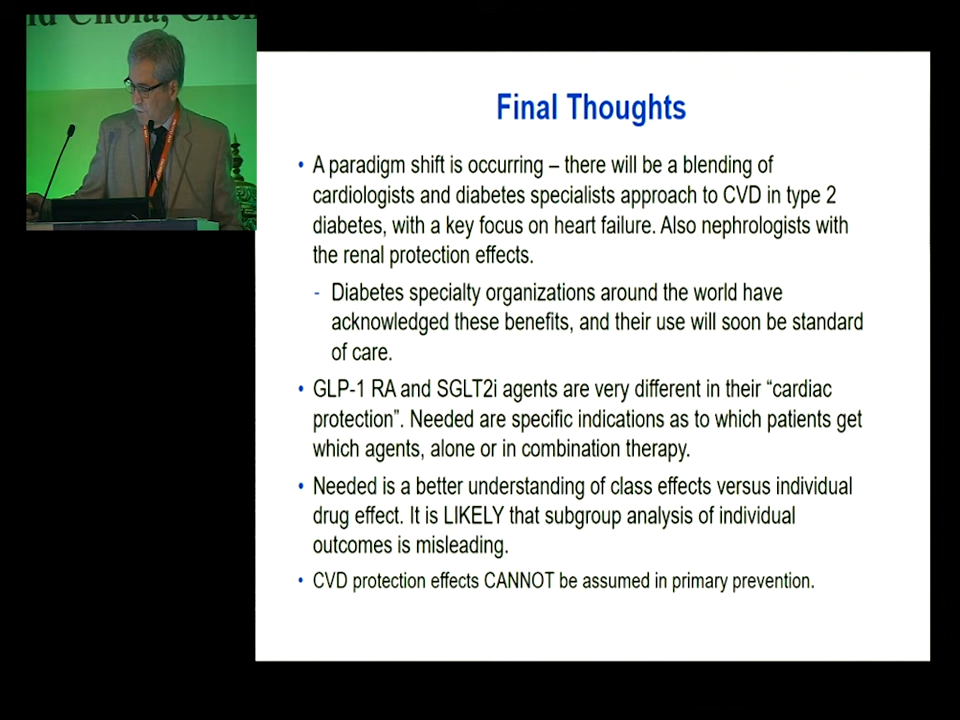 Final Thoughts
• A paradigm shift is occurring – there will be a blending of
cardiologists and diabetes specialists approach to CVD in type 2
diabetes, with a key focus on heart failure. Also nephrologists with
the renal protection effects.
- Diabetes specialty organizations around the world have
acknowledged these benefits, and their use will soon be standard
of care.
• GLP-1 RA and SGLT2i agents are very different in their “cardiac
protection”. Needed are specific indications as to which patients get
which agents, alone or in combination therapy.
• Needed is a better understanding of class effects versus individual
drug effect. It is LIKELY that subgroup analysis of individual
outcomes is misleading.
• CVD protection effects CANNOT be assumed in primary prevention.